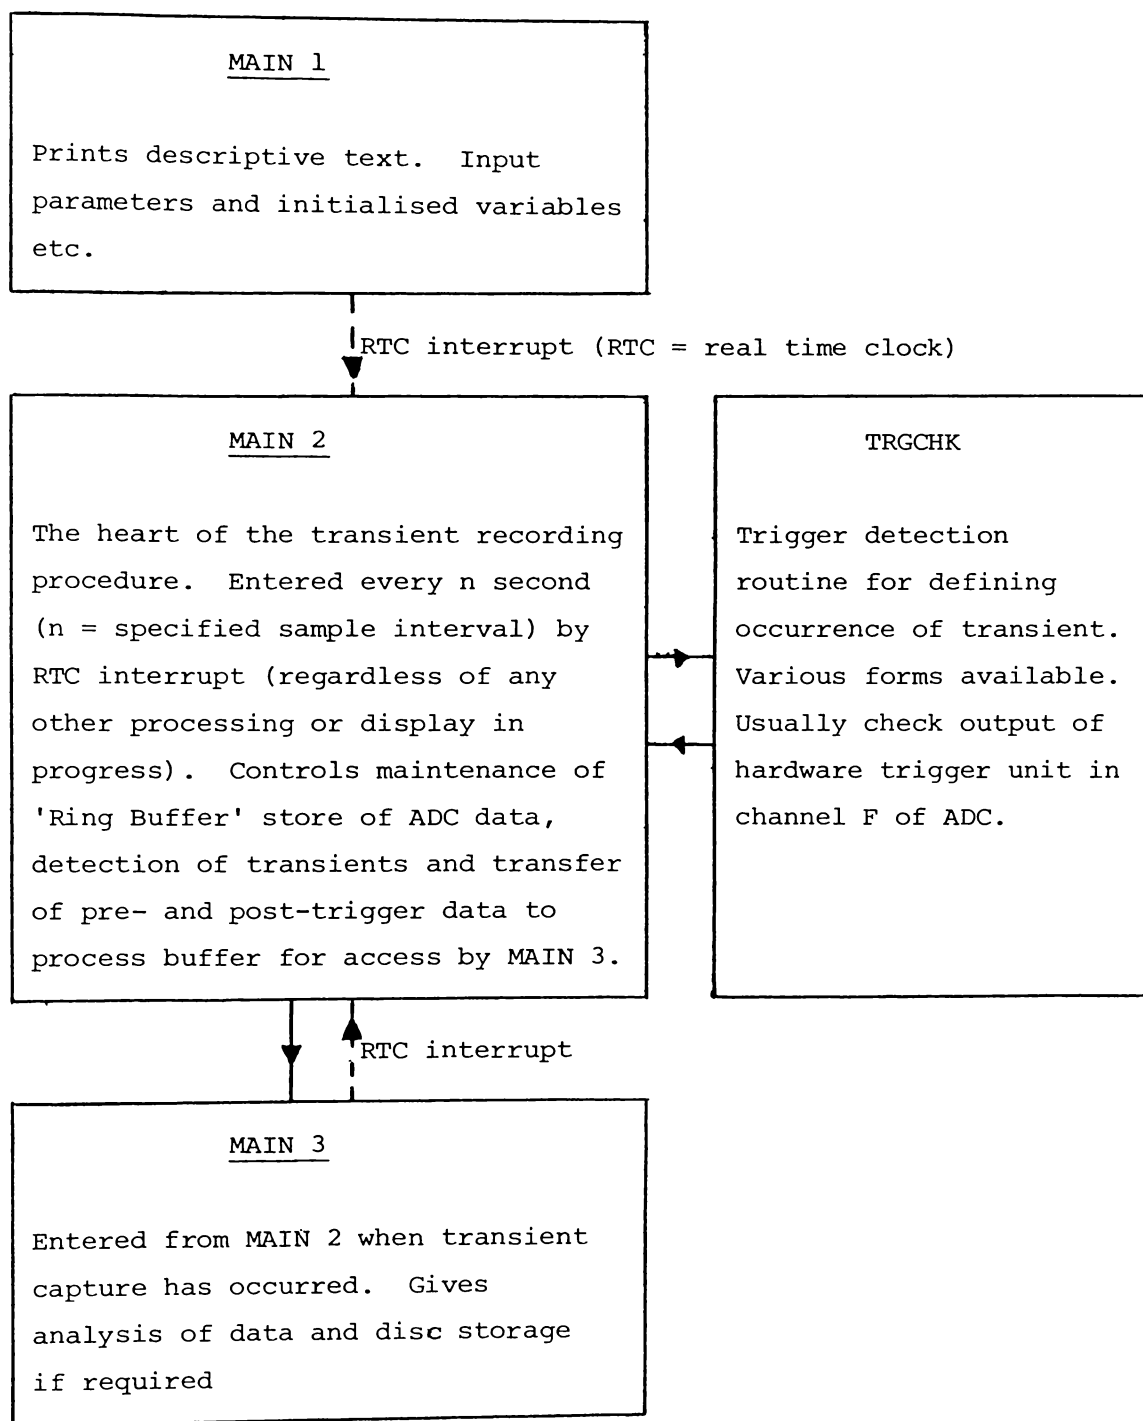 MAIN 1
Prints descriptive text. Input
parameters and initialised variables
etc.
RTC interrupt (RTC = real time clock)
MAIN 2
The heart of the transient recording
procedure. Entered every n second
(n = specified sample interval) by
RTC interrupt (regardless of any
other processing or display in
progress). Controls maintenance of
'Ring Buffer' store of ADC data,
detection of transients and transfer
of pre- and post-trigger data to
process buffer for access by MAIN 3.
TRGCHK
Trigger detection
routine for defining
occurrence of transient.
Various forms available.
Usually check output of
hardware trigger unit in
channel F of ADC.
RTC interrupt
MAIN 3
Entered from MAIN 2 when transient
capture has occurred. Gives
analysis of data and disc storage
if required